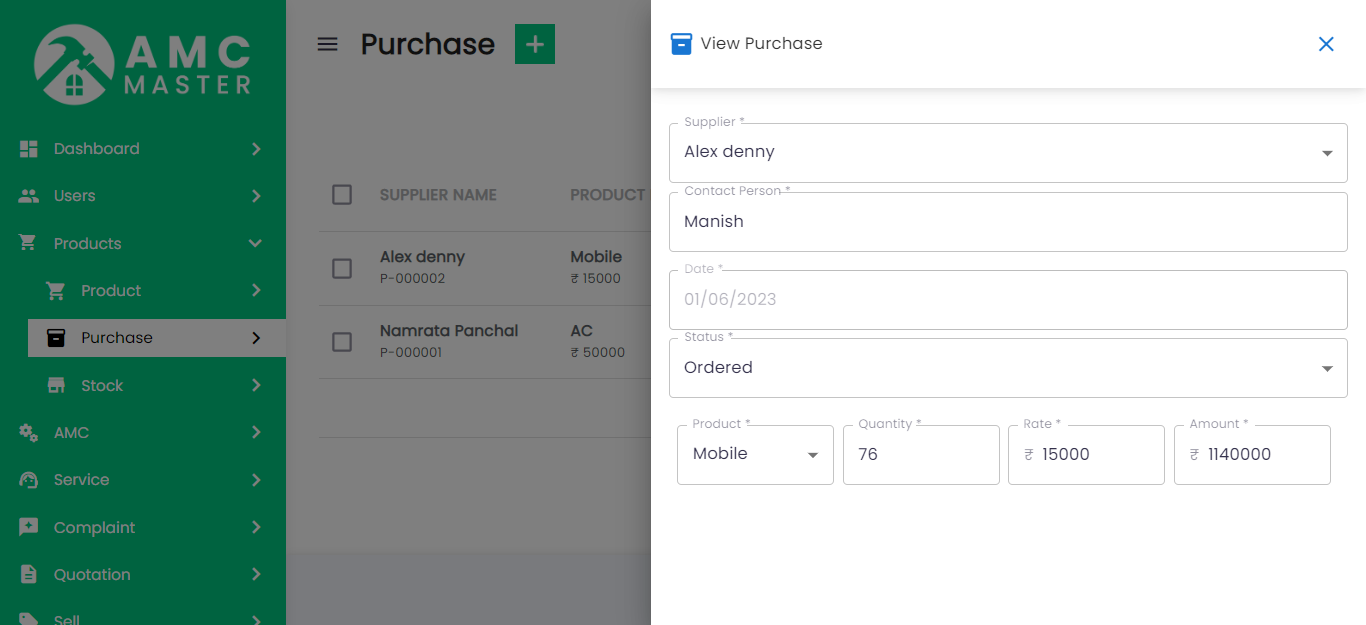 AMC
MASTER
Dashboard
Users
Products
Product
Purchase
Stock
AMC
Service
Complaint
Quotation
Sell
Purchase
SUPPLIER NAME PRODUCT
Alex denny Mobile
P-000002 ₹ 15000
Namrata Panchal AC
P-000001 ₹ 50000
View Purchase
Supplier *
Alex denny
Contact Person *
Manish
Date *
01/06/2023
Status *
Ordered
Product * Quantity * Rate * Amount *
Mobile 76 ₹ 15000 ₹ 1140000